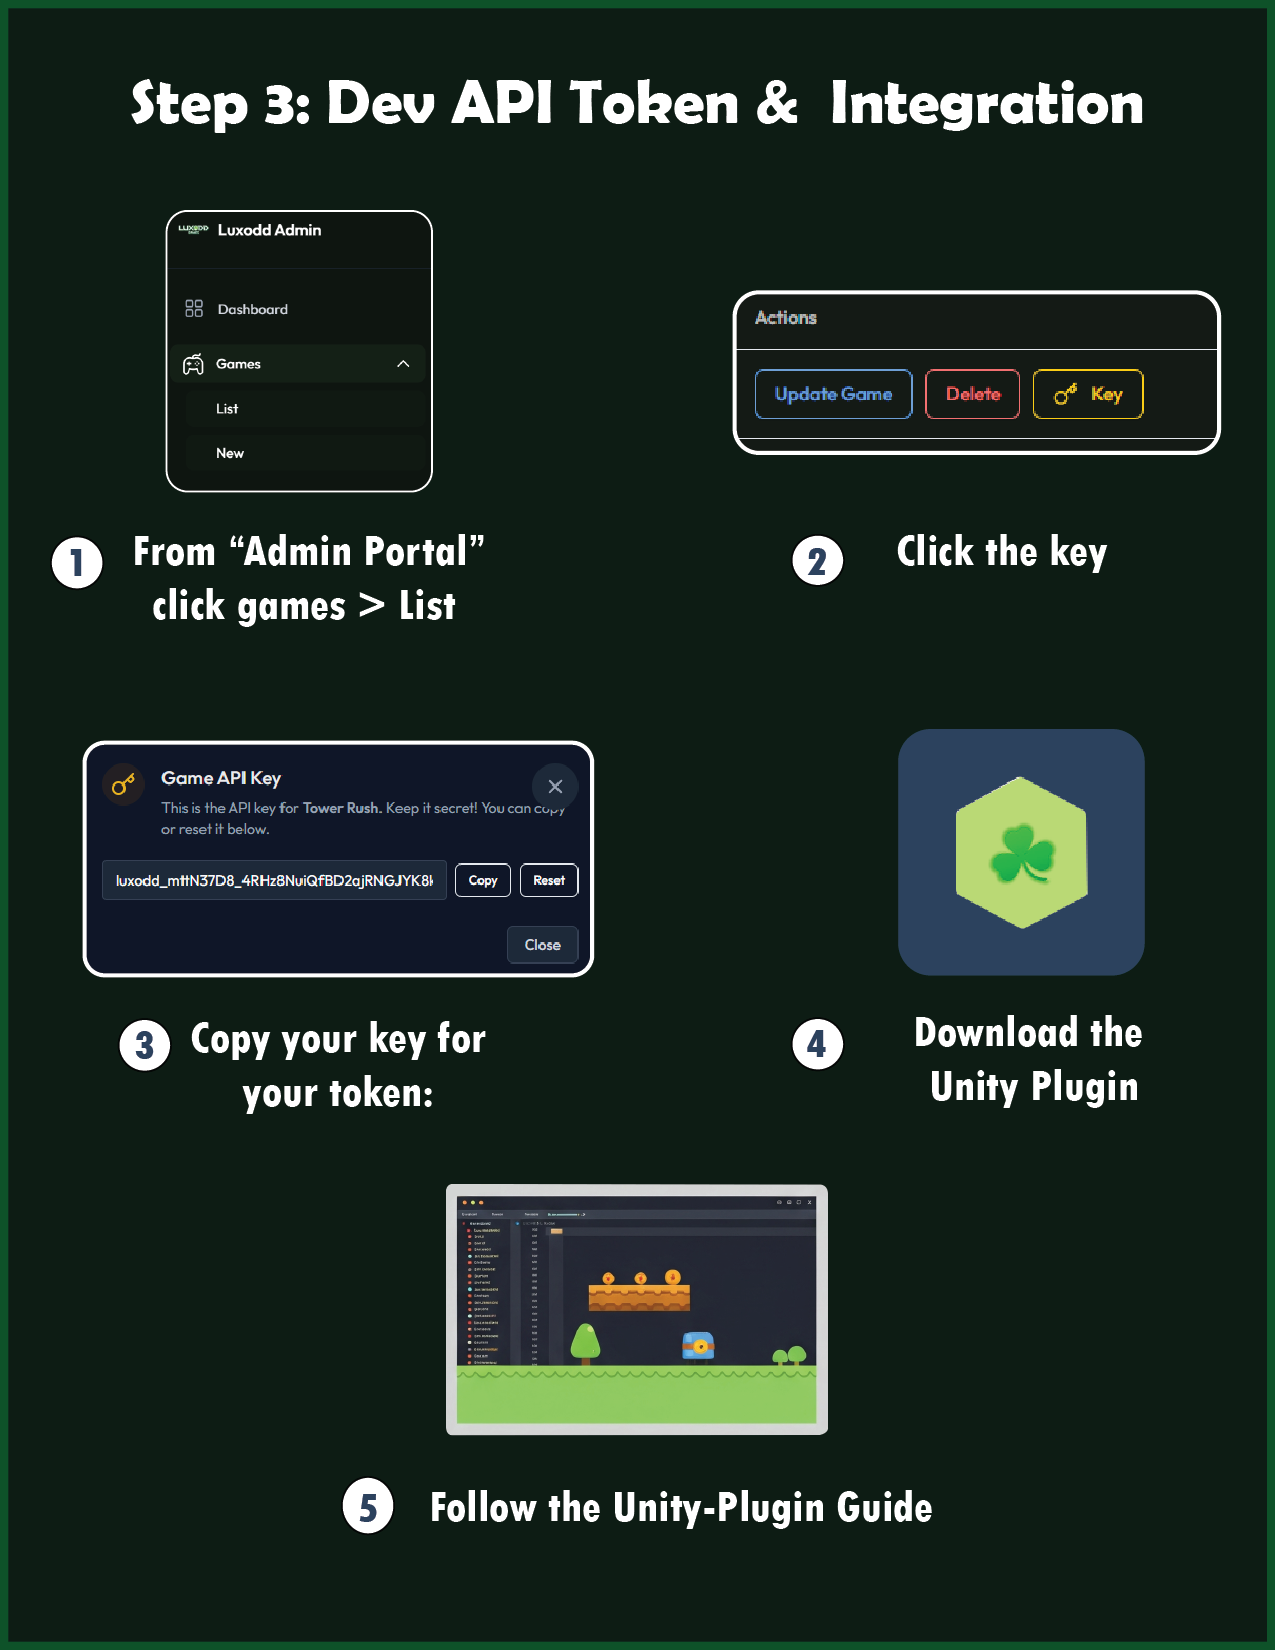 Step 3: Dev API Token & Integration
LUXODD
Luxodd Admin
Dashboard
Games
List
New
Actions
Update Game
Delete
Key
1
From “Admin Portal”
click games > List
2
Click the key
Game API Key
This is the API key for Tower Rush. Keep it secret! You can copy
or reset it below.
Copy
Reset
Close
3
Copy your key for
your token:
4
Download the
Unity Plugin
5
Follow the Unity-Plugin Guide